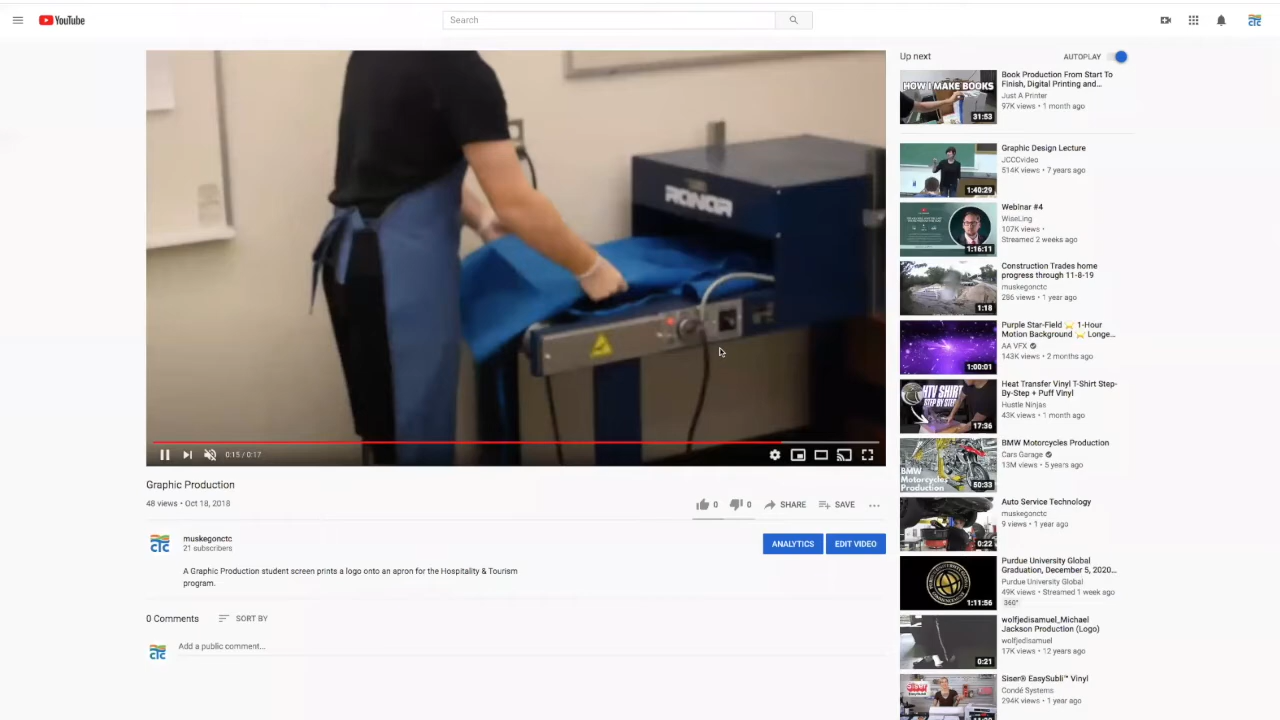 YouTube
Search
RONOR
0:15 / 0:17
Graphic Production
48 views • Oct 18, 2018
0
0
SHARE
SAVE
ctc
muskegonctc
21 subscribers
ANALYTICS
EDIT VIDEO
A Graphic Production student screen prints a logo onto an apron for the Hospitality & Tourism
program.
0 Comments
SORT BY
ctc
Add a public comment...
ctc
Up next
AUTOPLAY
HOW I MAKE BOOKS
31:53
Book Production From Start To
Finish, Digital Printing and...
Just A Printer
97K views • 1 month ago
1:40:29
Graphic Design Lecture
JCCCvideo
514K views • 7 years ago
1:16:11
Webinar #4
WiseLing
107K views •
Streamed 2 weeks ago
1:18
Construction Trades home
progress through 11-8-19
muskegonctc
286 views • 1 year ago
1:00:01
Purple Star-Field 1-Hour
Motion Background Longe...
AA VFX
143K views • 2 months ago
HTV SHIRT
STEP BY STEP
17:36
Heat Transfer Vinyl T-Shirt Step-
By-Step + Puff Vinyl
Hustle Ninjas
43K views • 1 month ago
BMW
Motorcycles
Production
50:33
BMW Motorcycles Production
Cars Garage
13M views • 5 years ago
0:22
Auto Service Technology
muskegonctc
9 views • 1 year ago
1:11:56
Purdue University Global
Graduation, December 5, 2020...
Purdue University Global
49K views • Streamed 1 week ago
360°
0:21
wolfjedisamuel_Michael
Jackson Production (Logo)
wolfjedisamuel
17K views • 12 years ago
Siser® EasySubli™ Vinyl
Condé Systems
294K views • 1 year ago